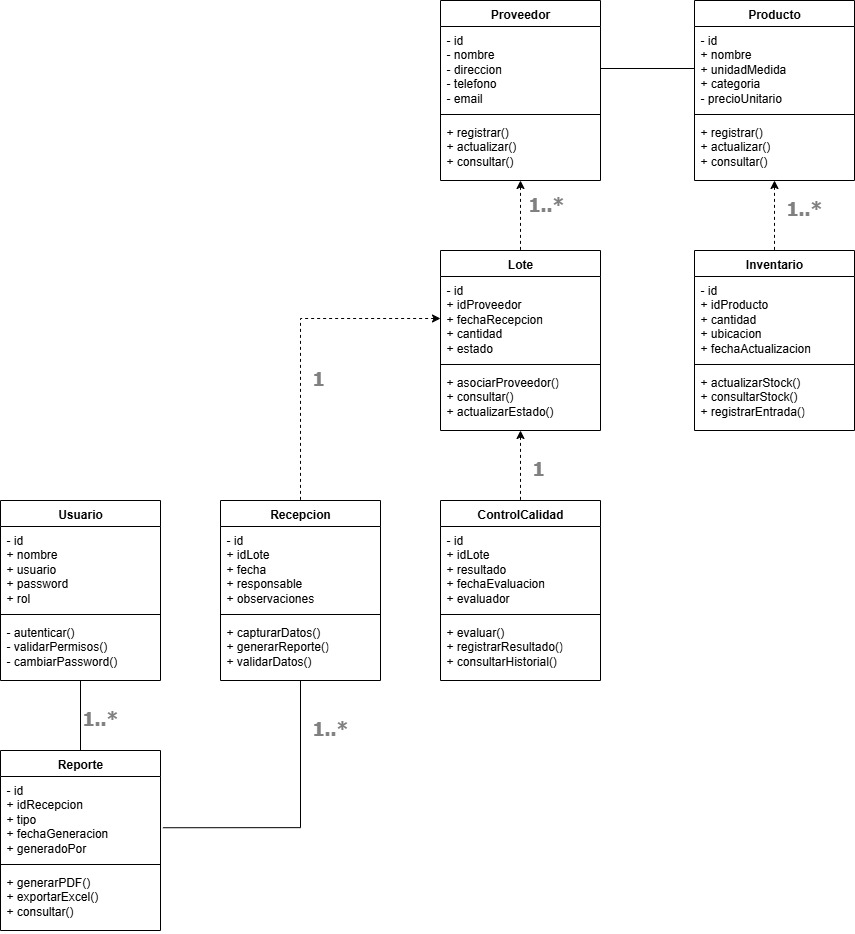 Proveedor
- id
- nombre
- direccion
- telefono
- email
+ registrar()
+ actualizar()
+ consultar()
Producto
- id
+ nombre
+ unidadMedida
+ categoria
- precioUnitario
+ registrar()
+ actualizar()
+ consultar()
1..*
1..*
Lote
- id
+ idProveedor
+ fechaRecepcion
+ cantidad
+ estado
+ asociarProveedor()
+ consultar()
+ actualizarEstado()
Inventario
- id
+ idProducto
+ cantidad
+ ubicacion
+ fechaActualizacion
+ actualizarStock()
+ consultarStock()
+ registrarEntrada()
1
1
Usuario
- id
+ nombre
+ usuario
+ password
+ rol
- autenticar()
- validarPermisos()
- cambiarPassword()
Recepcion
- id
+ idLote
+ fecha
+ responsable
+ observaciones
+ capturarDatos()
+ generarReporte()
+ validarDatos()
ControlCalidad
- id
+ idLote
+ resultado
+ fechaEvaluacion
+ evaluador
+ evaluar()
+ registrarResultado()
+ consultarHistorial()
1..*
1..*
Reporte
- id
+ idRecepcion
+ tipo
+ fechaGeneracion
+ generadoPor
+ generarPDF()
+ exportarExcel()
+ consultar()